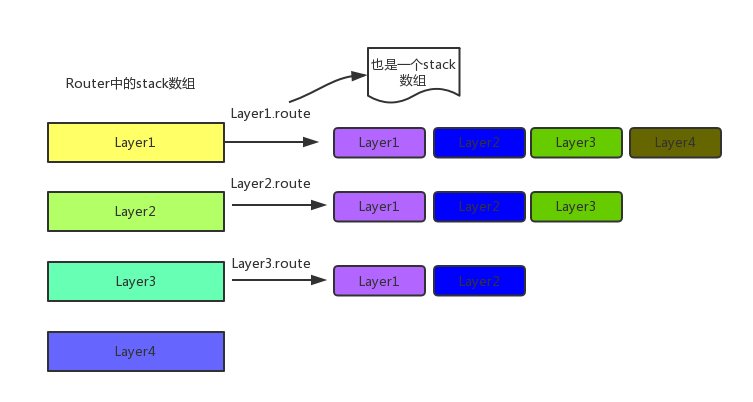 也是一个stack
数组
Router中的stack数组
Layer1.route
Layer1
Layer1
Layer2
Layer3
Layer4
Layer2.route
Layer2
Layer1
Layer2
Layer3
Layer3.route
Layer3
Layer1
Layer2
Layer4